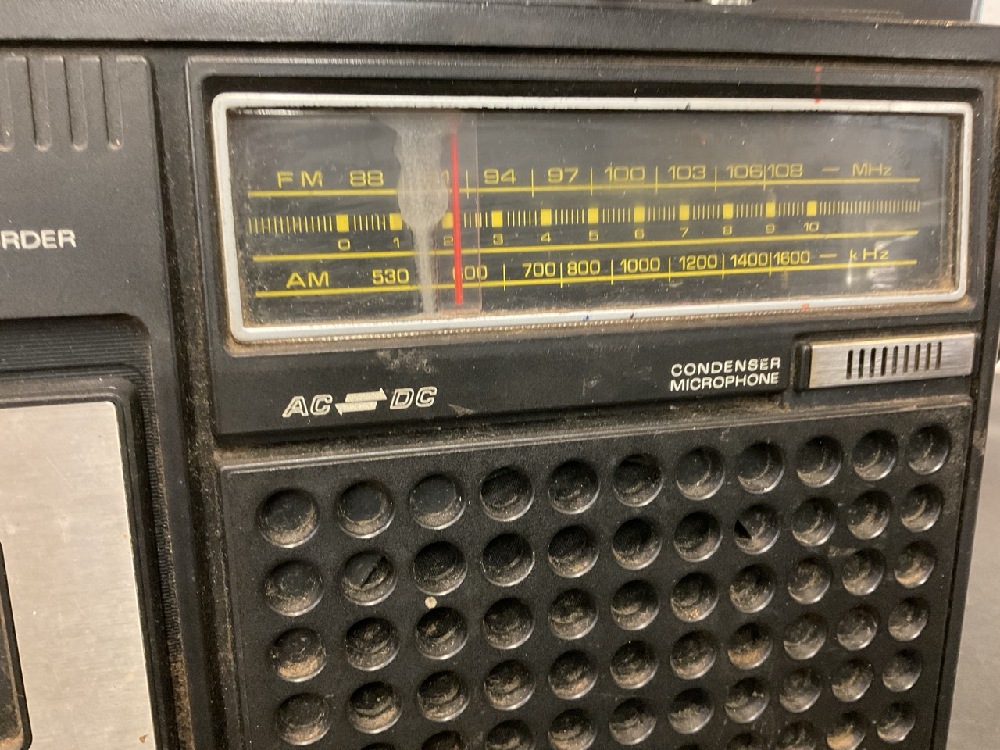 RDER
FM 88 94 97 100 103 106 108 — MHz
0 1 2 3 4 5 6 7 8 9 10
AM 530 700 800 1000 1200 1400 1600 — kHz
CONDENSER
MICROPHONE
AC DC